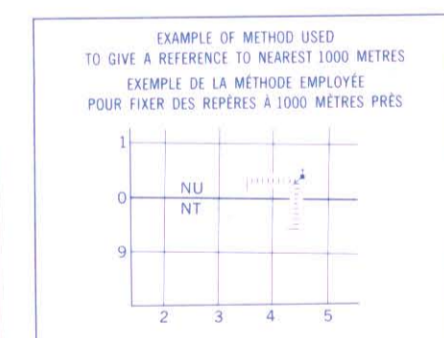 EXAMPLE OF METHOD USED
TO GIVE A REFERENCE TO NEAREST 1000 METRES
EXEMPLE DE LA MÉTHODE EMPLOYÉE
POUR FIXER DES REPÈRES À 1000 MÈTRES PRÈS
1
NU
0
NT
9
2 3 4 5